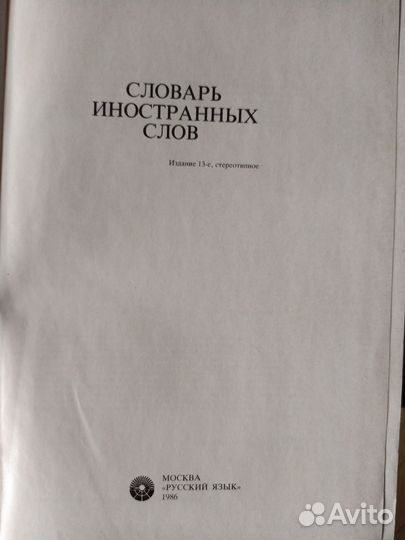 СЛОВАРЬ
ИНОСТРАННЫХ
СЛОВ
Издание 13-е, стереотипное
МОСКВА
«РУССКИЙ ЯЗЫК»
1986
Avito